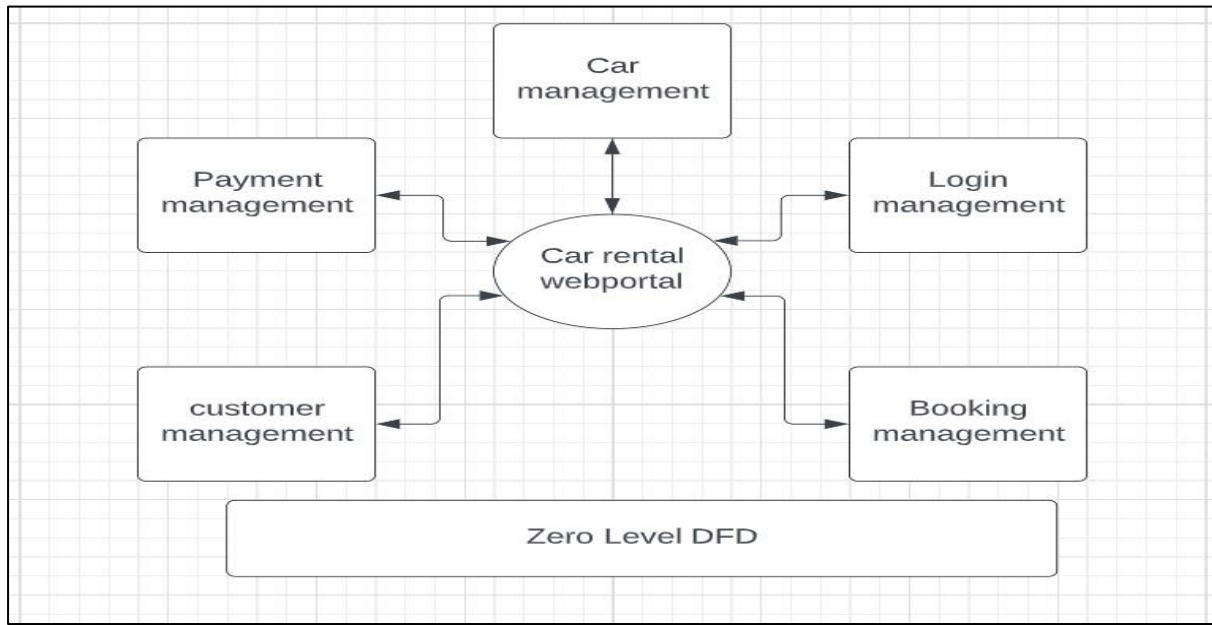 Car
management
Payment
management
Login
management
Car rental
webportal
customer
management
Booking
management
Zero Level DFD